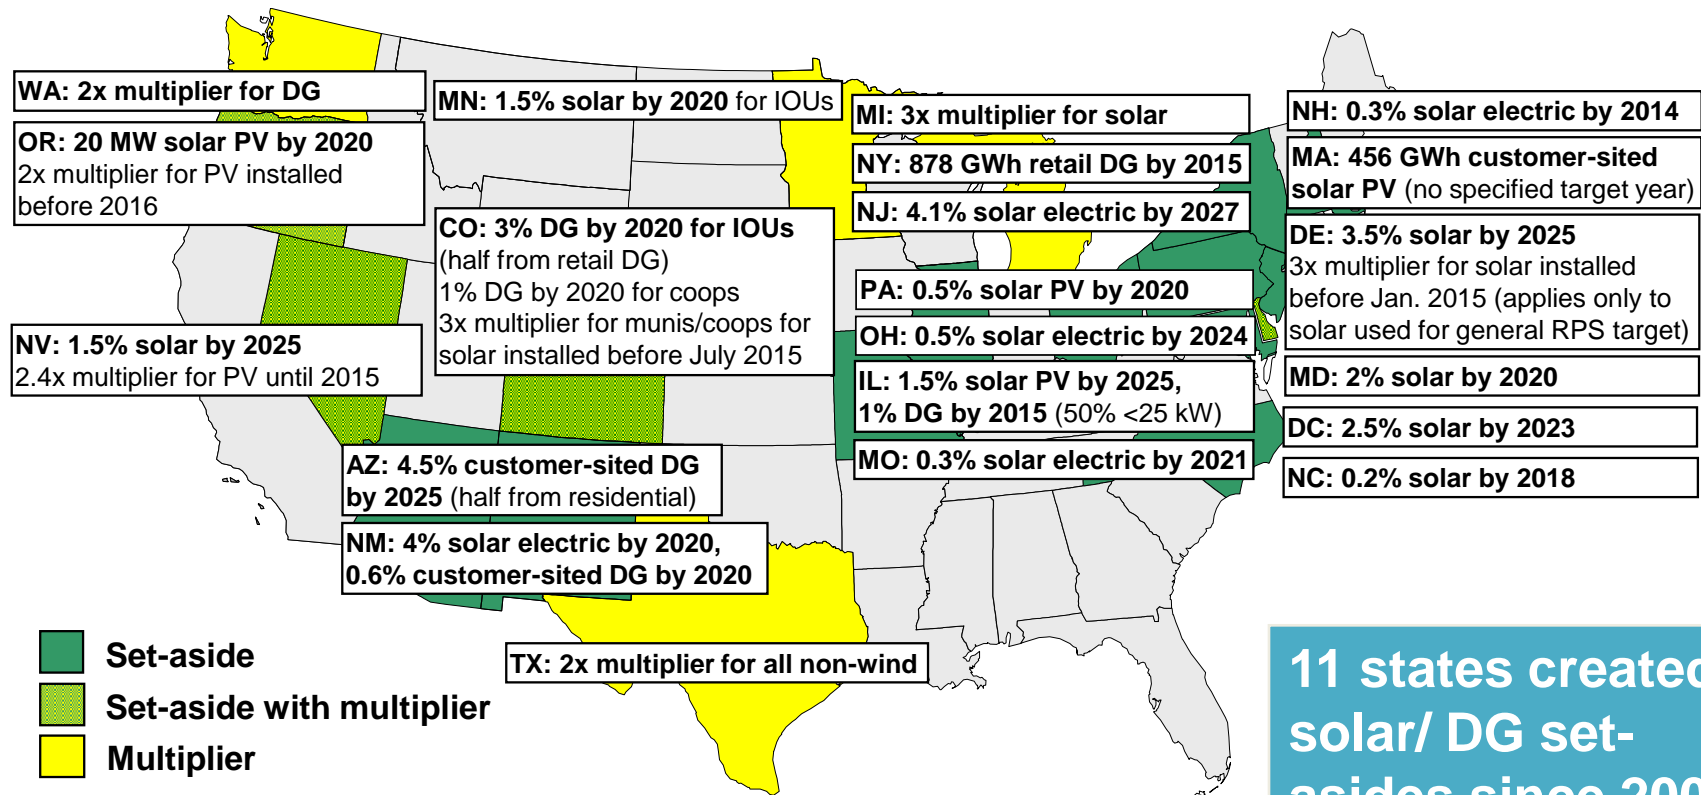 WA: 2x multiplier for DG
OR: 20 MW solar PV by 2020
2x multiplier for PV installed
before 2016
NV: 1.5% solar by 2025
2.4x multiplier for PV until 2015
MN: 1.5% solar by 2020 for IOUs
CO: 3% DG by 2020 for IOUs
(half from retail DG)
1% DG by 2020 for coops
3x multiplier for munis/coops for
solar installed before July 2015
AZ: 4.5% customer-sited DG
by 2025 (half from residential)
NM: 4% solar electric by 2020,
0.6% customer-sited DG by 2020
TX: 2x multiplier for all non-wind
MI: 3x multiplier for solar
NY: 878 GWh retail DG by 2015
NJ: 4.1% solar electric by 2027
PA: 0.5% solar PV by 2020
OH: 0.5% solar electric by 2024
IL: 1.5% solar PV by 2025,
1% DG by 2015 (50% <25 kW)
MO: 0.3% solar electric by 2021
NH: 0.3% solar electric by 2014
MA: 456 GWh customer-sited
solar PV (no specified target year)
DE: 3.5% solar by 2025
3x multiplier for solar installed
before Jan. 2015 (applies only to
solar used for general RPS target)
MD: 2% solar by 2020
DC: 2.5% solar by 2023
NC: 0.2% solar by 2018
Set-aside
Set-aside with multiplier
Multiplier
11 states created
solar/ DG set-
asides since